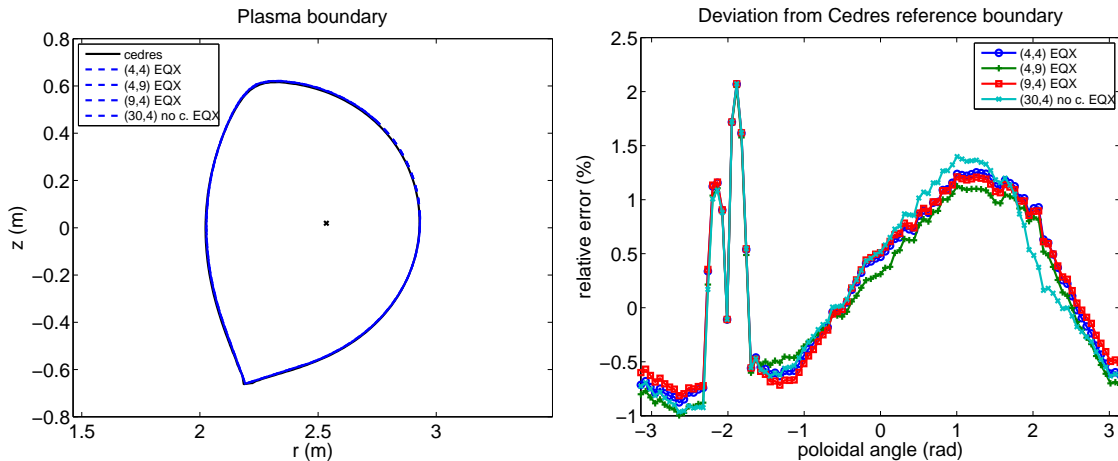 Plasma boundary
0.8
0.6
0.4
0.2
0
−0.2
−0.4
−0.6
−0.8
z (m)
cedres
(4,4) EQX
(4,9) EQX
(9,4) EQX
(30,4) no c. EQX
1.5
2
2.5
3
r (m)
Deviation from Cedres reference boundary
2.5
2
1.5
1
0.5
0
−0.5
−1
relative error (%)
(4,4) EQX
(4,9) EQX
(9,4) EQX
(30,4) no c. EQX
−3
−2
−1
0
1
2
3
poloidal angle (rad)